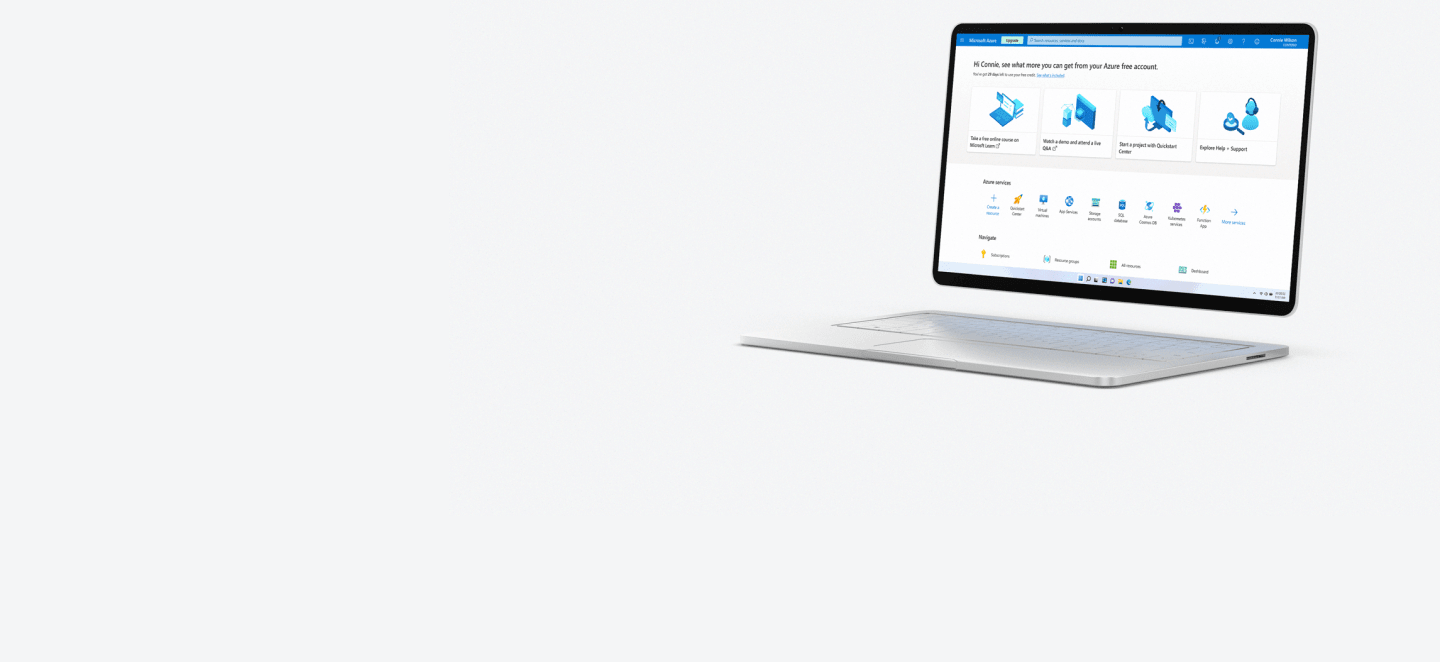 Microsoft Azure
Upgrade
Search resources, services and docs
Connie Wilson
Hi Connie, see what more you can get from your Azure free account.
You've got 28 days left to use your free credit. See what's included
Take a free online course on
Microsoft Learn
Watch a demo and attend a live
Q&A
Start a project with Quickstart
Center
Explore Help + Support
Azure services
Create a
resource
Quickstart
Center
Virtual
machines
App Services
Storage
accounts
SQL
database
Azure
Cosmos DB
Kubernetes
services
Function
App
More services
Navigate
Subscriptions
Resource groups
All resources
Dashboard